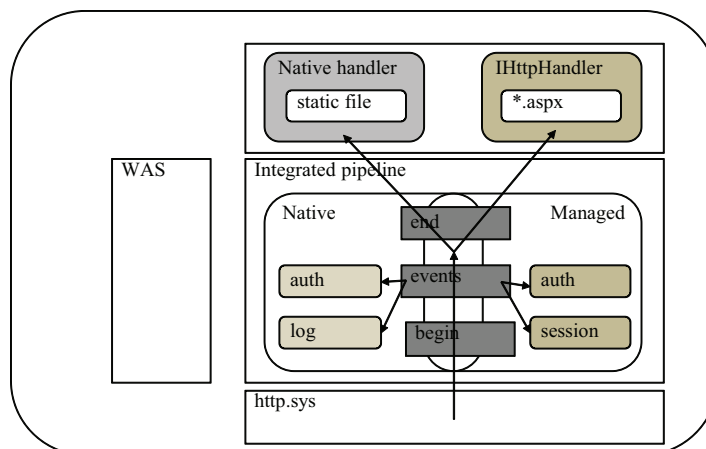 Native handler
IHttpHandler
static file
*.aspx
WAS
Integrated pipeline
Native
Managed
end
auth
events
auth
log
begin
session
http.sys